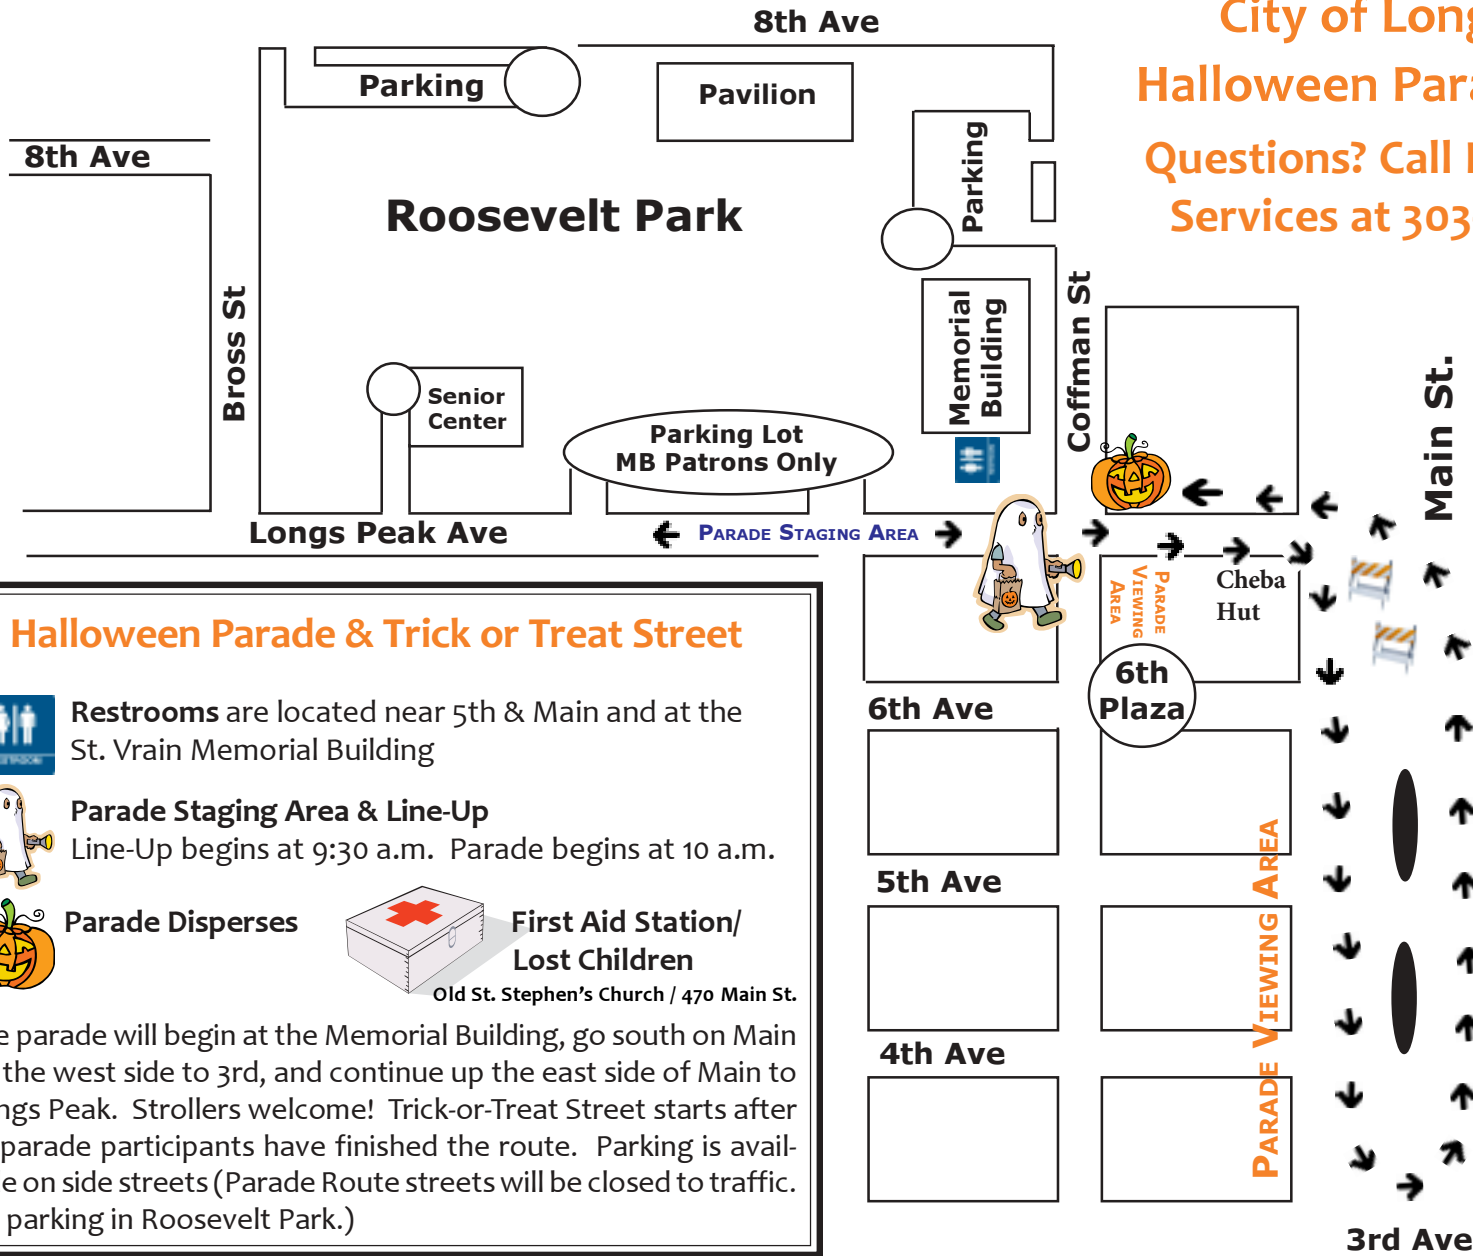 8th Ave
City of Long
Halloween Para
Questions? Call
Services at 303
Parking
Pavilion
Parking
8th Ave
Roosevelt Park
Bross St
Memorial
Building
Coffman St
Main St.
Senior
Center
Parking Lot
MB Patrons Only
Longs Peak Ave
Parade Staging Area
Parade
Viewing
Area
Cheba
Hut
6th
Plaza
6th Ave
5th Ave
4th Ave
3rd Ave
Parade Viewing Area
Halloween Parade & Trick or Treat Street
Restrooms are located near 5th & Main and at the
St. Vrain Memorial Building
Parade Staging Area & Line-Up
Line-Up begins at 9:30 a.m. Parade begins at 10 a.m.
Parade Disperses
First Aid Station/
Lost Children
Old St. Stephen's Church / 470 Main St.
e parade will begin at the Memorial Building, go south on Main
the west side to 3rd, and continue up the east side of Main to
ngs Peak. Strollers welcome! Trick-or-Treat Street starts after
parade participants have finished the route. Parking is avail-
e on side streets (Parade Route streets will be closed to traffic.
parking in Roosevelt Park.)